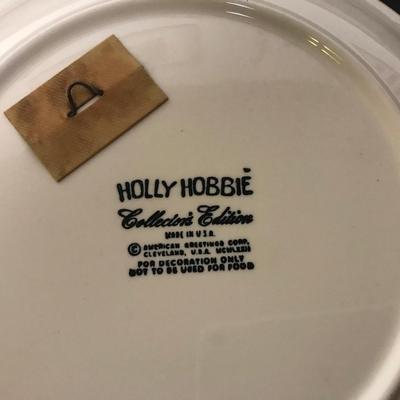 HOLLY HOBBIE
Collector's Edition
MADE IN U.S.A.
© AMERICAN GREETINGS CORP.
CLEVELAND, U.S.A. MCMLXXII
FOR DECORATION ONLY
NOT TO BE USED FOR FOOD